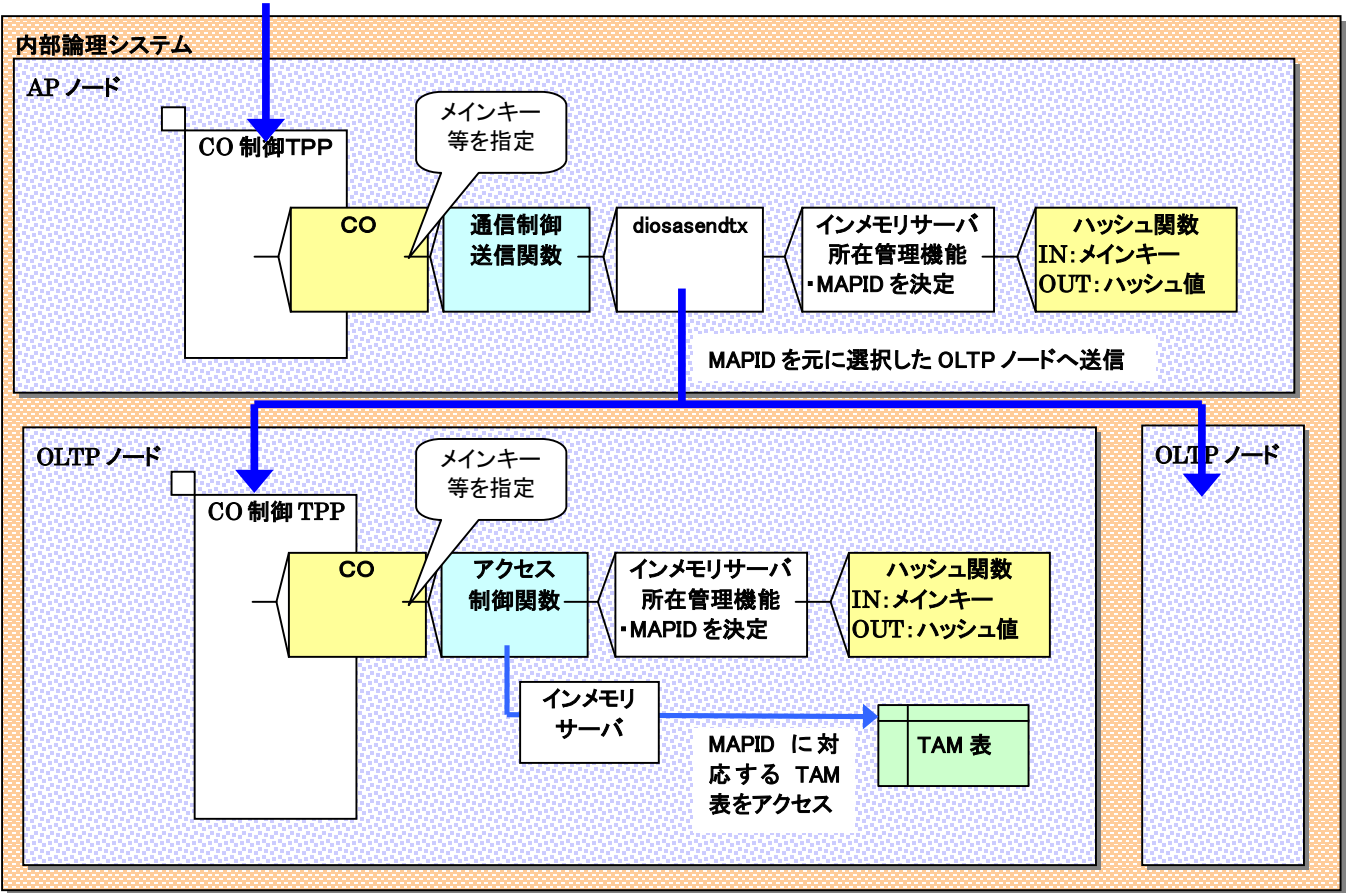 内部論理システム
AP ノード
メインキー
等を指定
CO 制御TPP
CO
通信制御
送信関数
diosasendtx
インメモリサーバ
所在管理機能
・MAPID を決定
ハッシュ関数
IN：メインキー
OUT：ハッシュ値
MAPID を元に選択した OLTP ノードへ送信
OLTP ノード
メインキー
等を指定
CO 制御 TPP
CO
アクセス
制御関数
インメモリサーバ
所在管理機能
・MAPID を決定
ハッシュ関数
IN：メインキー
OUT：ハッシュ値
インメモリ
サーバ
MAPID に対
応する TAM
表をアクセス
TAM 表
OLTP ノード